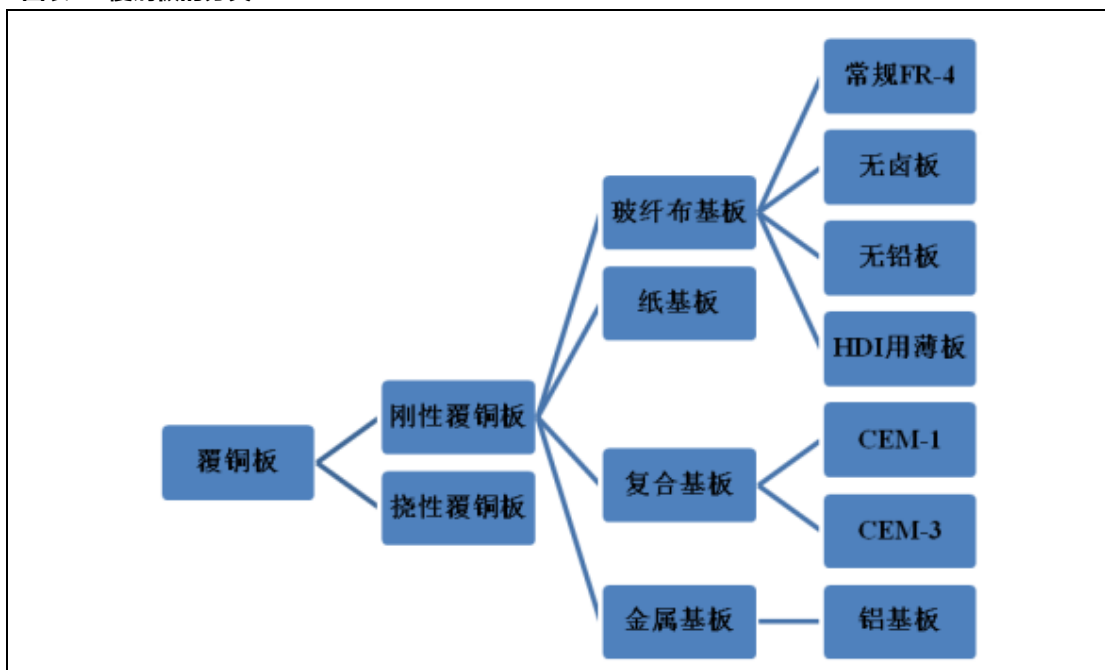 常规FR-4
无卤板
玻纤布基板
无铅板
纸基板
HDI用薄板
刚性覆铜板
CEM-1
覆铜板
复合基板
挠性覆铜板
CEM-3
金属基板
铝基板